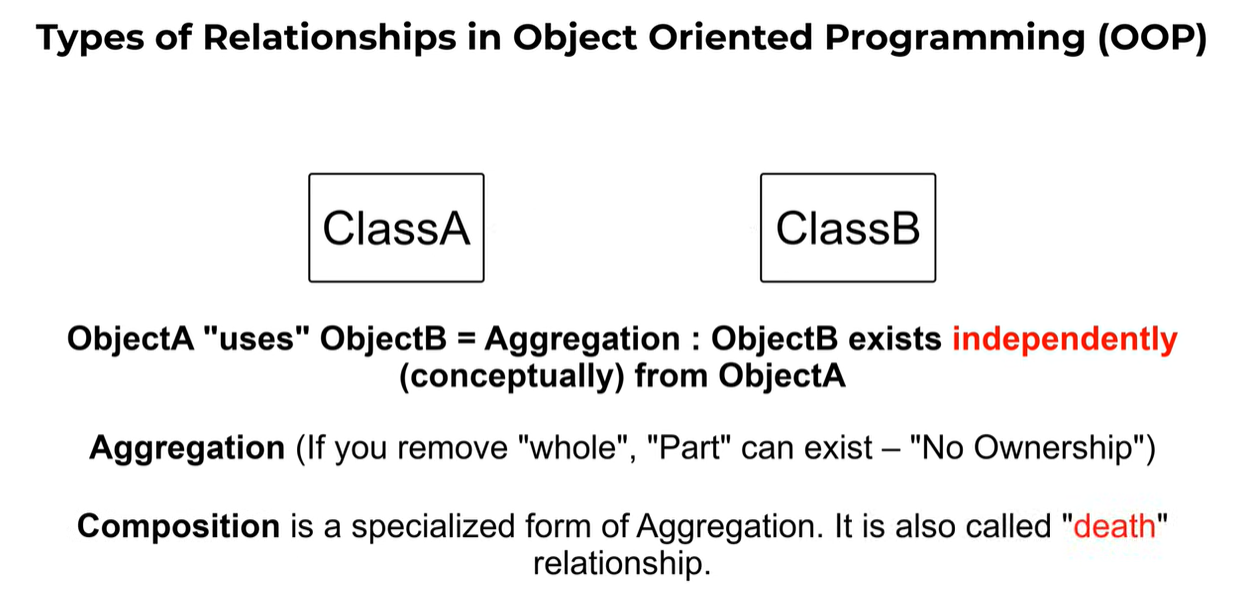 Types of Relationships in Object Oriented Programming (OOP)
ClassA
ClassB
ObjectA "uses" ObjectB = Aggregation : ObjectB exists independently
(conceptually) from ObjectA
Aggregation (If you remove "whole", "Part" can exist – "No Ownership")
Composition is a specialized form of Aggregation. It is also called "death"
relationship.